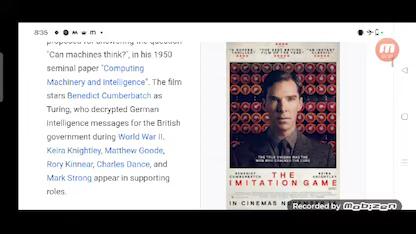 8:35
proposed for answering the question
"Can machines think?", in his 1950
seminal paper "Computing
Machinery and Intelligence". The film
stars Benedict Cumberbatch as
Turing, who decrypted German
intelligence messages for the British
government during World War II.
Keira Knightley, Matthew Goode,
Rory Kinnear, Charles Dance, and
Mark Strong appear in supporting
roles.
THE TRUE ENIGMA WAS THE
MAN WHO CRACKED THE CODE
BENEDICT
CUMBERBATCH
KEIRA
KNIGHTLEY
THE
IMITATION GAME
IN CINEMAS
Recorded by Mobizen